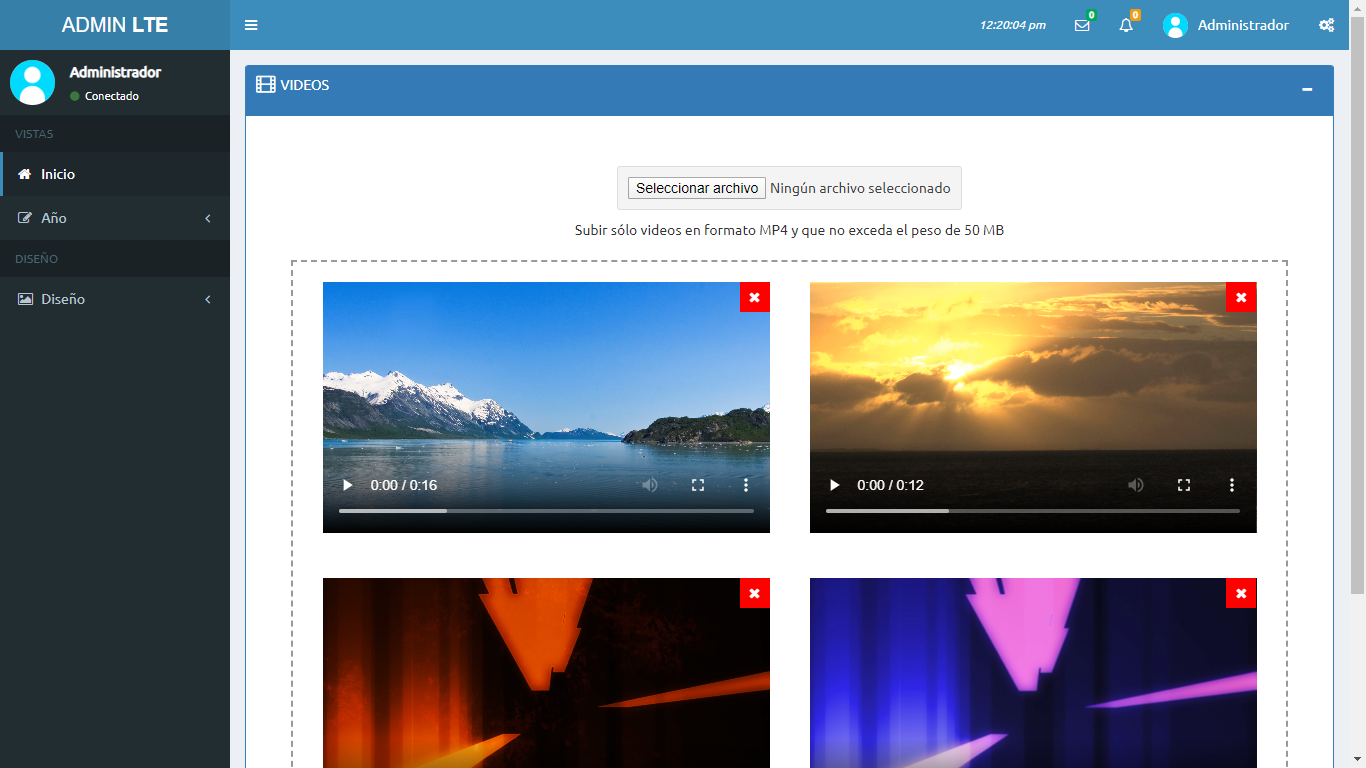 ADMIN LTE
12:20:04 pm
0
0
Administrador
Administrador
Conectado
VISTAS
Inicio
Año
DISEÑO
Diseño
VIDEOS
Seleccionar archivo Ningún archivo seleccionado
Subir sólo videos en formato MP4 y que no exceda el peso de 50 MB
0:00 / 0:16
0:00 / 0:12